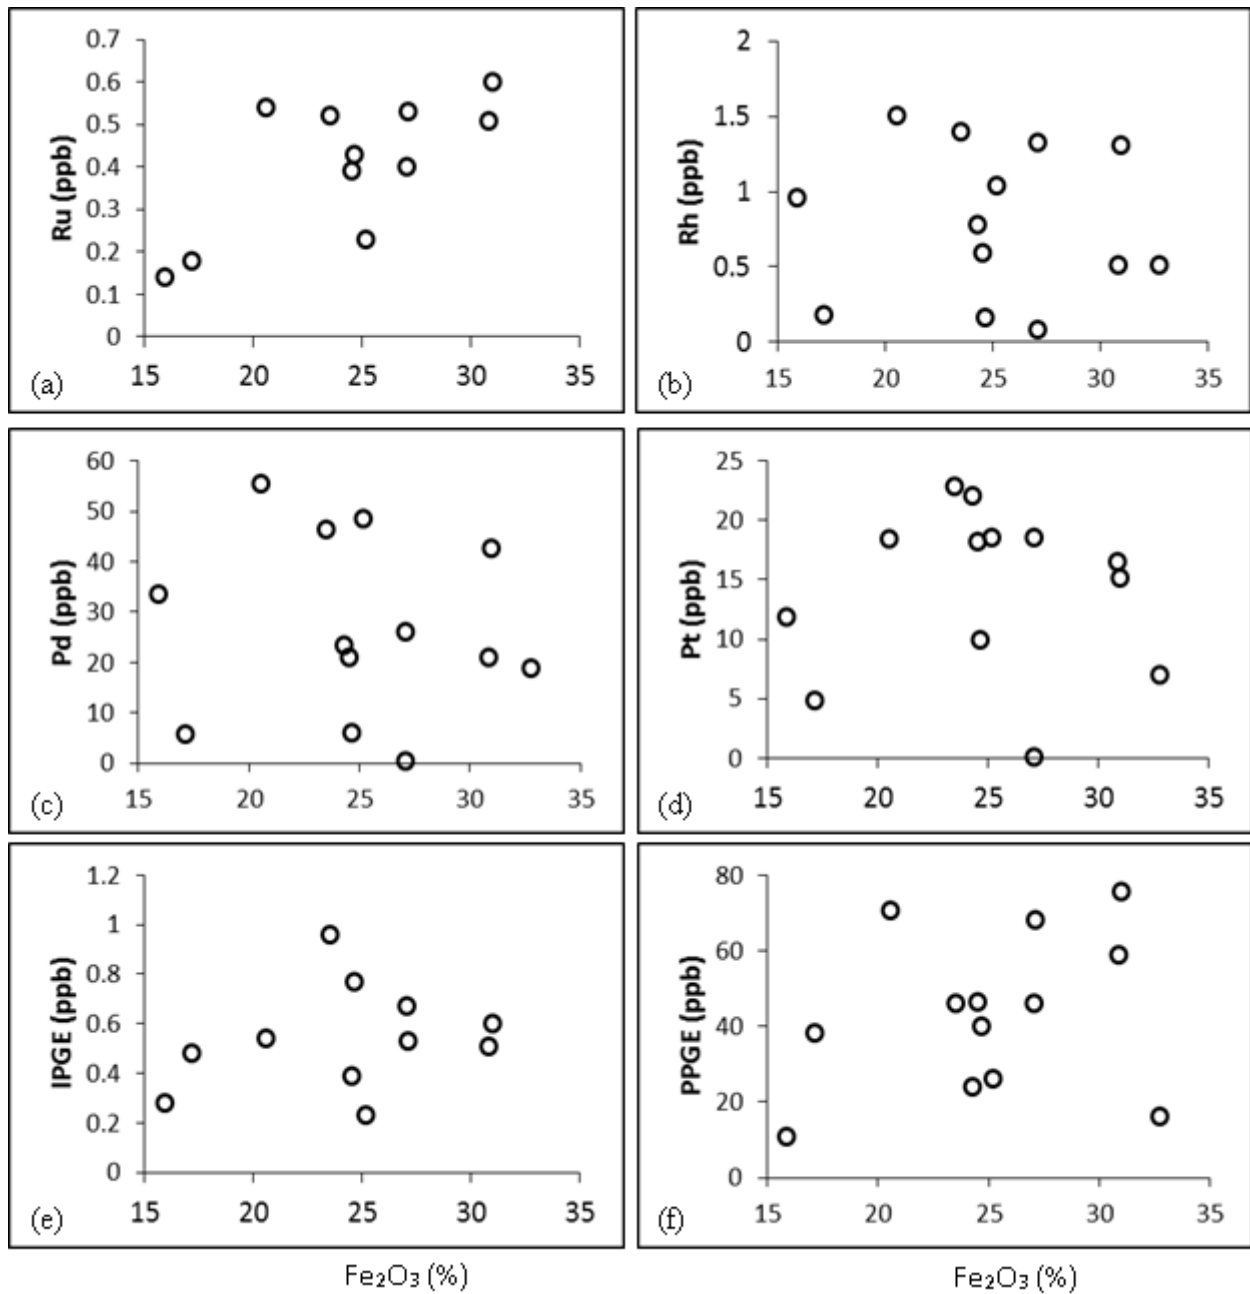 0.7
0.6
0.5
0.4
0.3
0.2
0.1
0
Ru (ppb)
15 20 25 30 35
(a)
2
1.5
1
0.5
0
Rh (ppb)
15 20 25 30 35
(b)
60
50
40
30
20
10
0
Pd (ppb)
15 20 25 30 35
(c)
25
20
15
10
5
0
Pt (ppb)
15 20 25 30 35
(d)
1.2
1
0.8
0.6
0.4
0.2
0
IPGE (ppb)
15 20 25 30 35
(e)
80
60
40
20
0
PPGE (ppb)
15 20 25 30 35
(f)
Fe₂O₃ (%)
Fe₂O₃ (%)